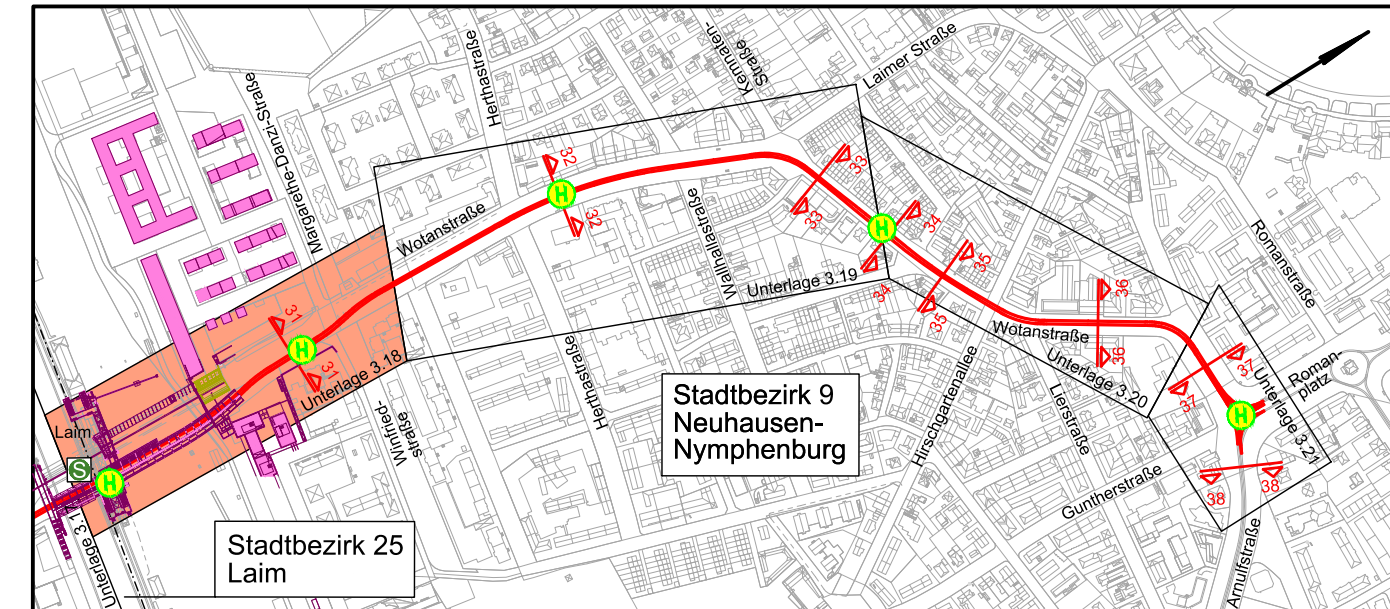 Kemnaten-
Straße
Herthastraße
Laimer Straße
Margarethe-Danzi-Straße
32
33
Wotanstraße
H
32
33
34
Romanstraße
H
35
Wallhallastraße
Unterlage 3.19
34
36
35
31
H
Wotanstraße
36
Unterlage 3.18
31
Herthastraße
Hirschgartenallee
Unterlage 3.20
37
Roman-
platz
Winfried-
straße
Stadtbezirk 9
Neuhausen-
Nymphenburg
Lierstraße
37
Unterlage 3.21
H
Laim
S
H
Guntherstraße
38
38
Unterlage 3.1
Stadtbezirk 25
Laim
Arnulfstraße